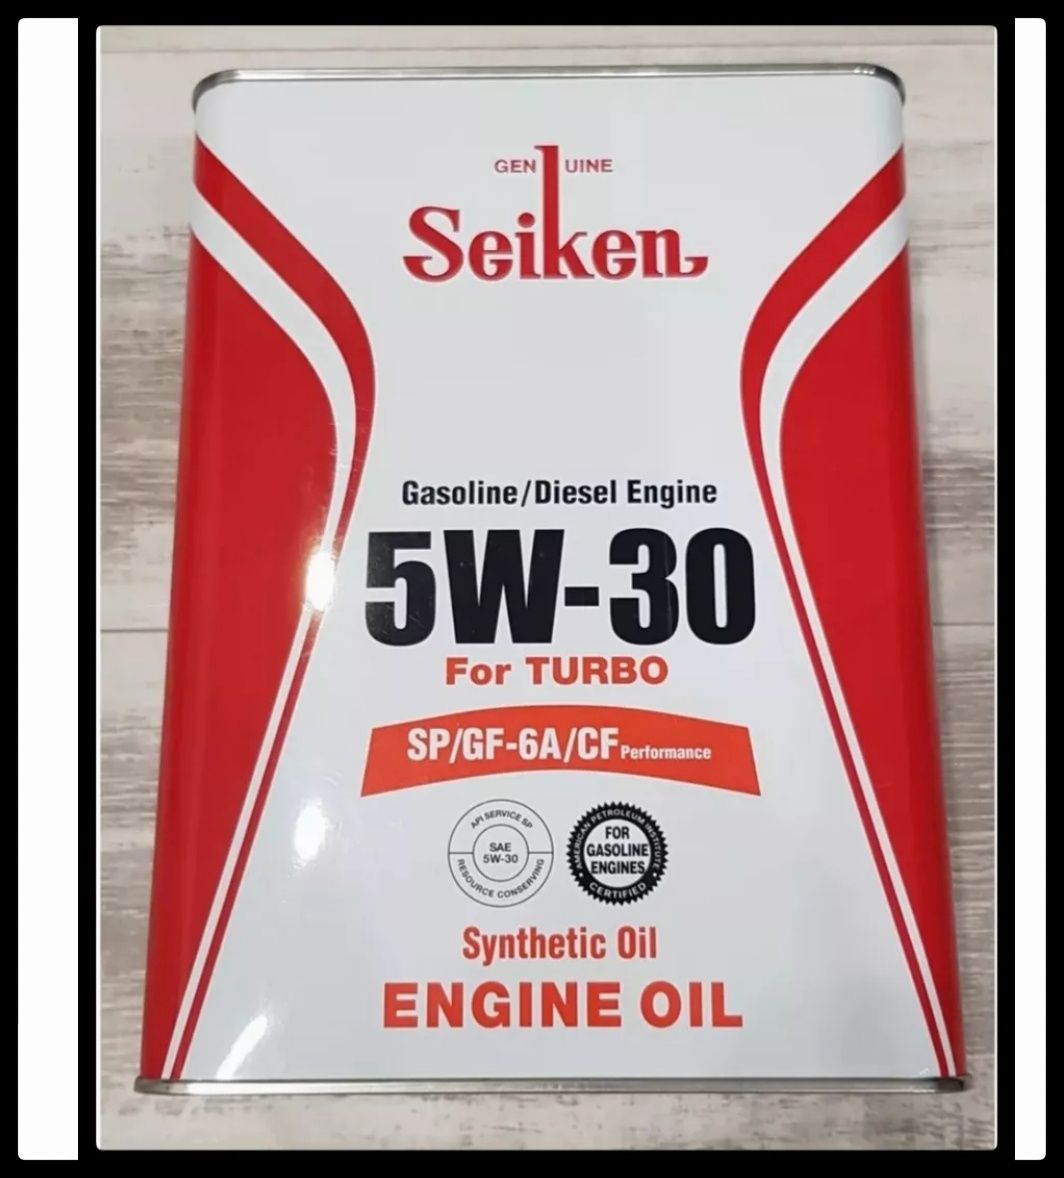 GENUINE
Seiken
Gasoline/Diesel Engine
5W-30
For TURBO
SP/GF-6A/CF Performance
API SERVICE SP
SAE
5W-30
RESOURCE CONSERVING
AMERICAN PETROLEUM INSTITUTE
FOR
GASOLINE
ENGINES
CERTIFIED
Synthetic Oil
ENGINE OIL